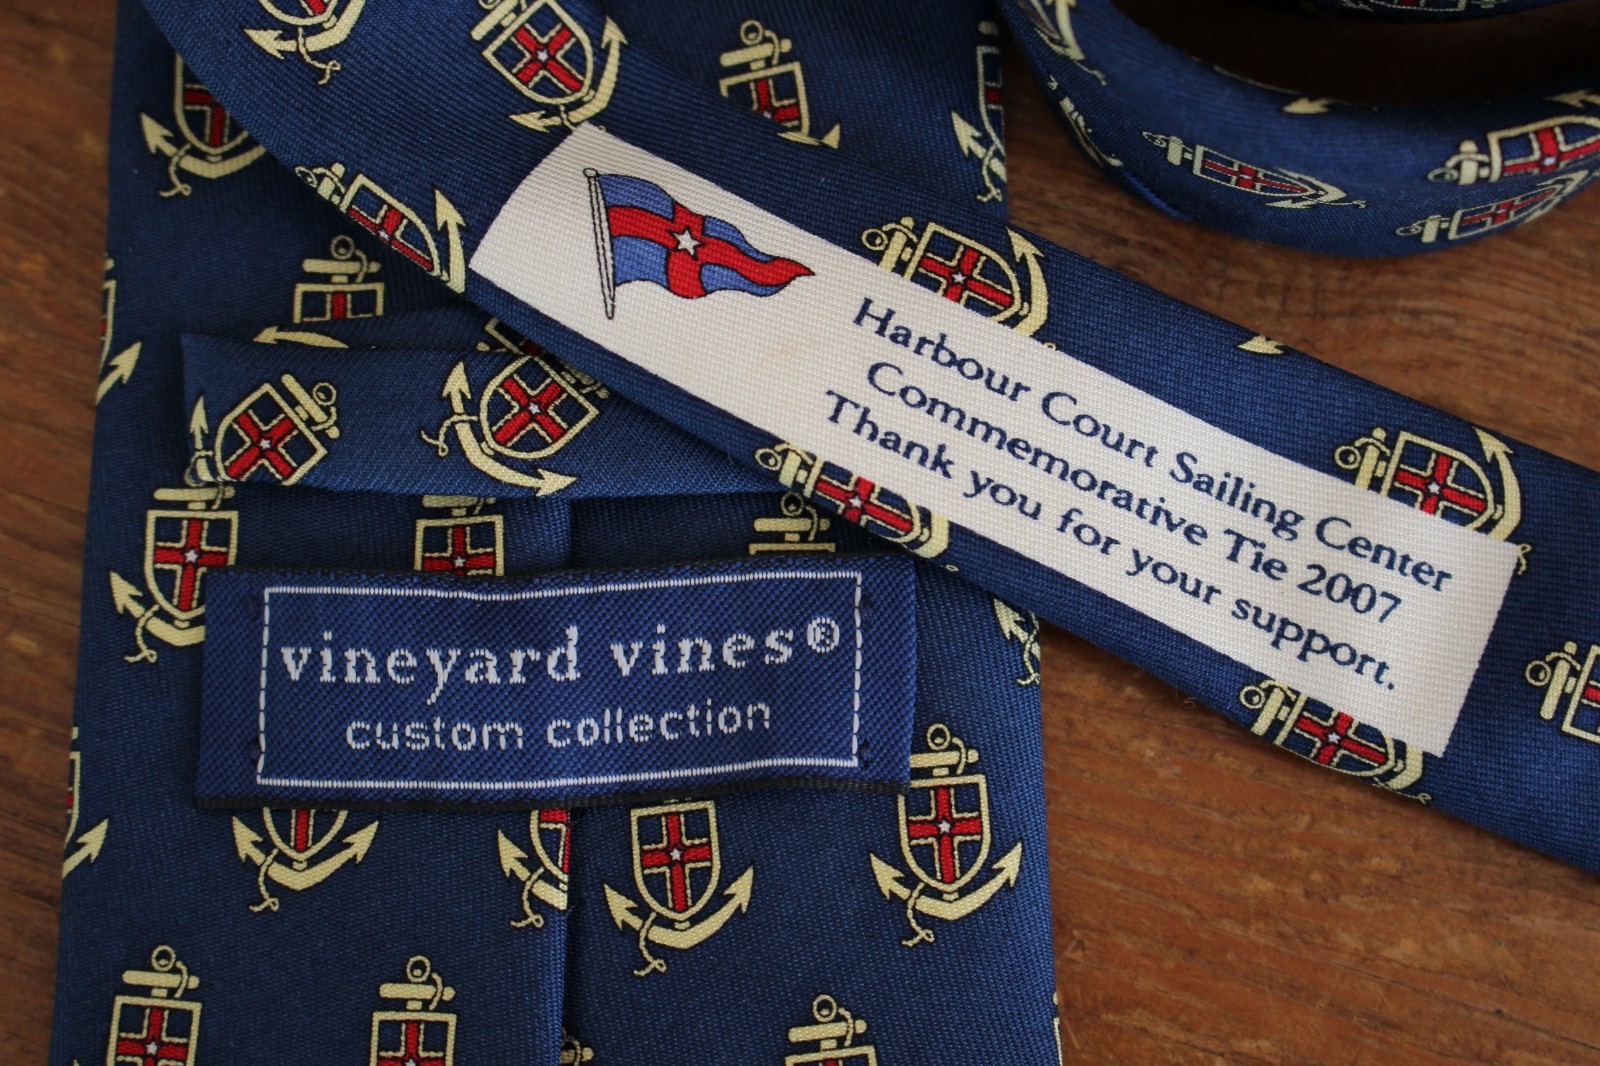 Harbour Court Sailing Center
Commemorative Tie 2007
Thank you for your support.
vineyard vines®
custom collection